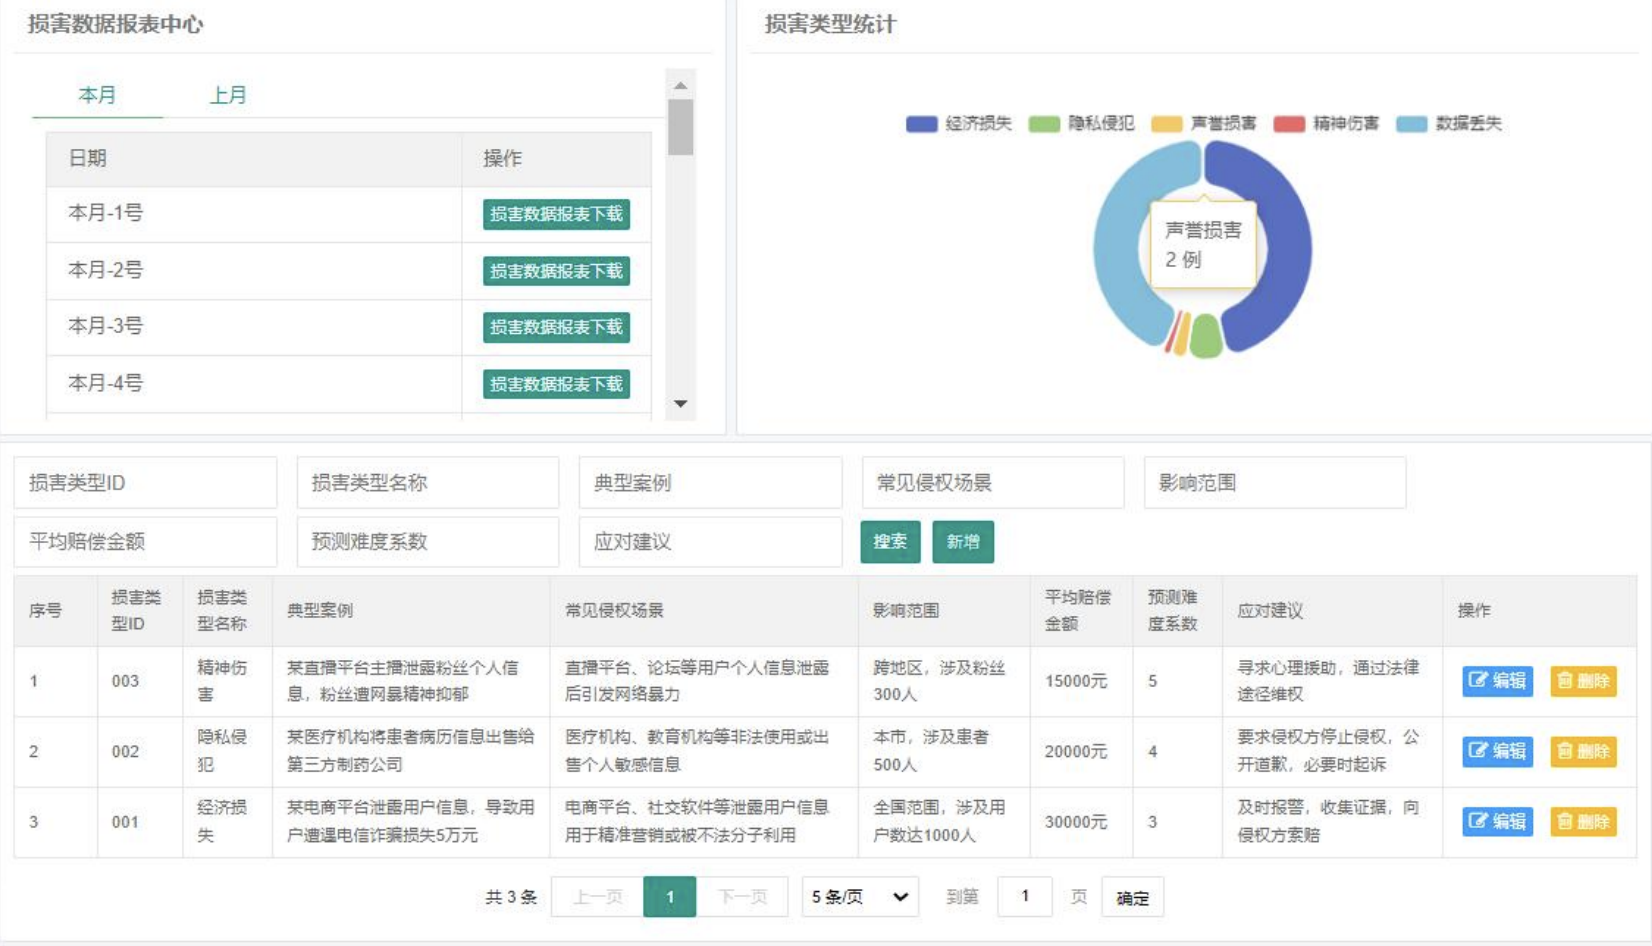 损害数据报表中心
损害类型统计
本月
上月
日期
操作
本月-1号
损害数据报表下载
本月-2号
损害数据报表下载
本月-3号
损害数据报表下载
本月-4号
损害数据报表下载
经济损失
隐私侵犯
声誉损害
精神伤害
数据丢失
声誉损害
2 例
损害类型ID
损害类型名称
典型案例
常见侵权场景
影响范围
平均赔偿金额
预测难度系数
应对建议
搜索
新增
序号
损害类
型ID
损害类
型名称
典型案例
常见侵权场景
影响范围
平均赔偿
金额
预测难
度系数
应对建议
操作
1
003
精神伤
害
某直播平台主播泄露粉丝个人信
息，粉丝遭网暴精神抑郁
直播平台、论坛等用户个人信息泄露
后引发网络暴力
跨地区，涉及粉丝
300人
15000元
5
寻求心理援助，通过法律
途径维权
编辑
删除
2
002
隐私侵
犯
某医疗机构将患者病历信息出售给
第三方制药公司
医疗机构、教育机构等非法使用或出
售个人敏感信息
本市，涉及患者
500人
20000元
4
要求侵权方停止侵权，公
开道歉，必要时起诉
编辑
删除
3
001
经济损
失
某电商平台泄露用户信息，导致用
户遭遇电信诈骗损失5万元
电商平台、社交软件等泄露用户信息
用于精准营销或被不法分子利用
全国范围，涉及用
户数达1000人
30000元
3
及时报警，收集证据，向
侵权方索赔
编辑
删除
共 3 条
上一页
1
下一页
5 条/页
到第
1
页
确定